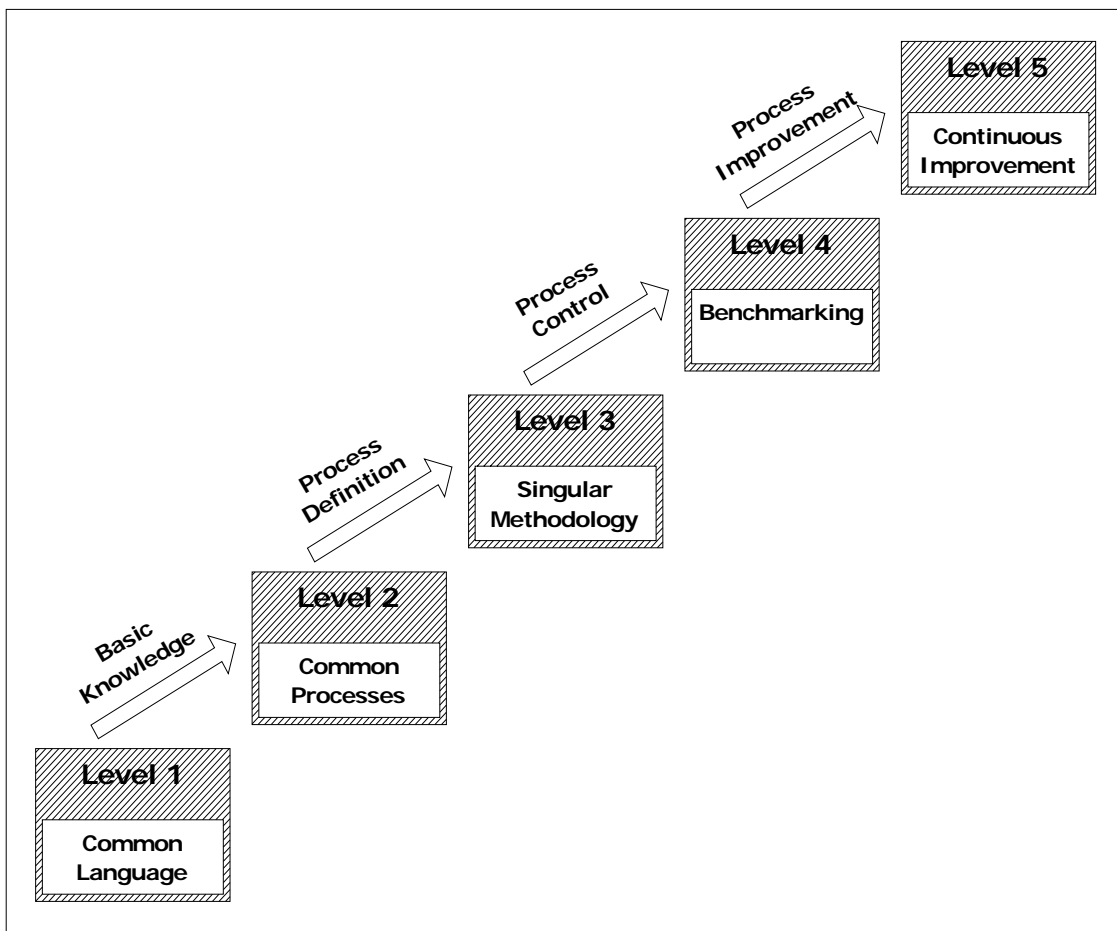 Level 5
Continuous
Improvement
Process
Improvement
Level 4
Benchmarking
Process
Control
Level 3
Singular
Methodology
Process
Definition
Level 2
Common
Processes
Basic
Knowledge
Level 1
Common
Language